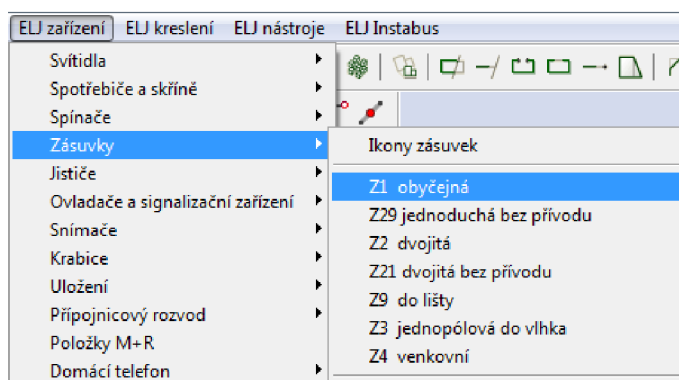 ELJ zařízení ELJ kreslení ELJ nástroje ELJ Instabus
Svítidla
Spotřebiče a skříně
Spínače
Zásuvky
Jističe
Ovladače a signalizační zařízení
Snímače
Krabice
Uložení
Přípojnicový rozvod
Položky M+R
Domácí telefon
Ikony zásuvek
Z1 obyčejná
Z29 jednoduchá bez přívodu
Z2 dvojitá
Z21 dvojitá bez přívodu
Z9 do lišty
Z3 jednopólová do vlhka
Z4 venkovní